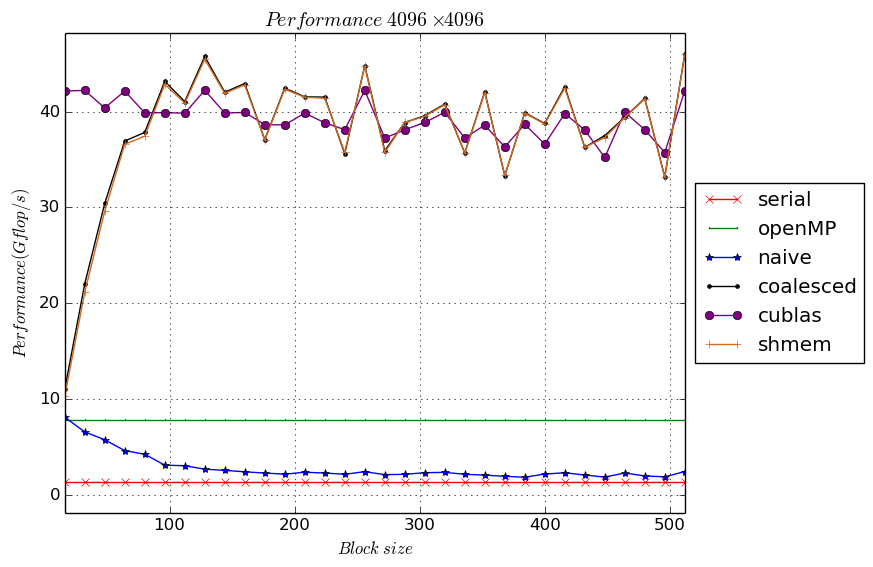 Performance 4096 ×4096
Performance(Gflop/s)
40
30
20
10
0
100 200 300 400 500
Block size
serial
openMP
naive
coalesced
cublas
shmem